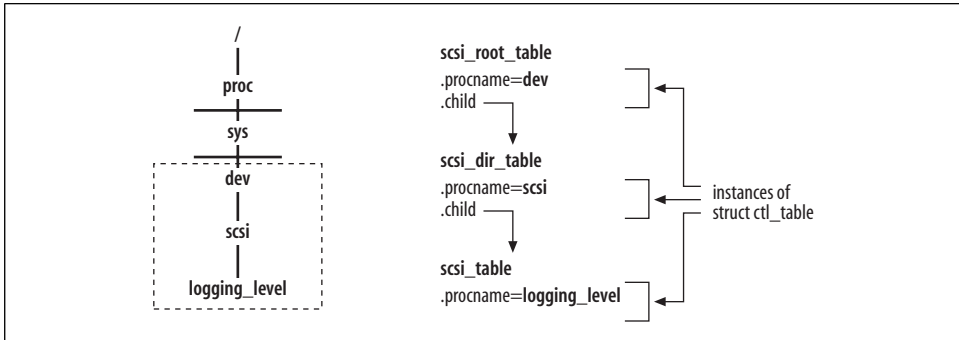 /
proc
sys
dev
scsi
logging_level
scsi_root_table
.procname=dev
.child
scsi_dir_table
.procname=scsi
.child
scsi_table
.procname=logging_level
instances of
struct ctl_table